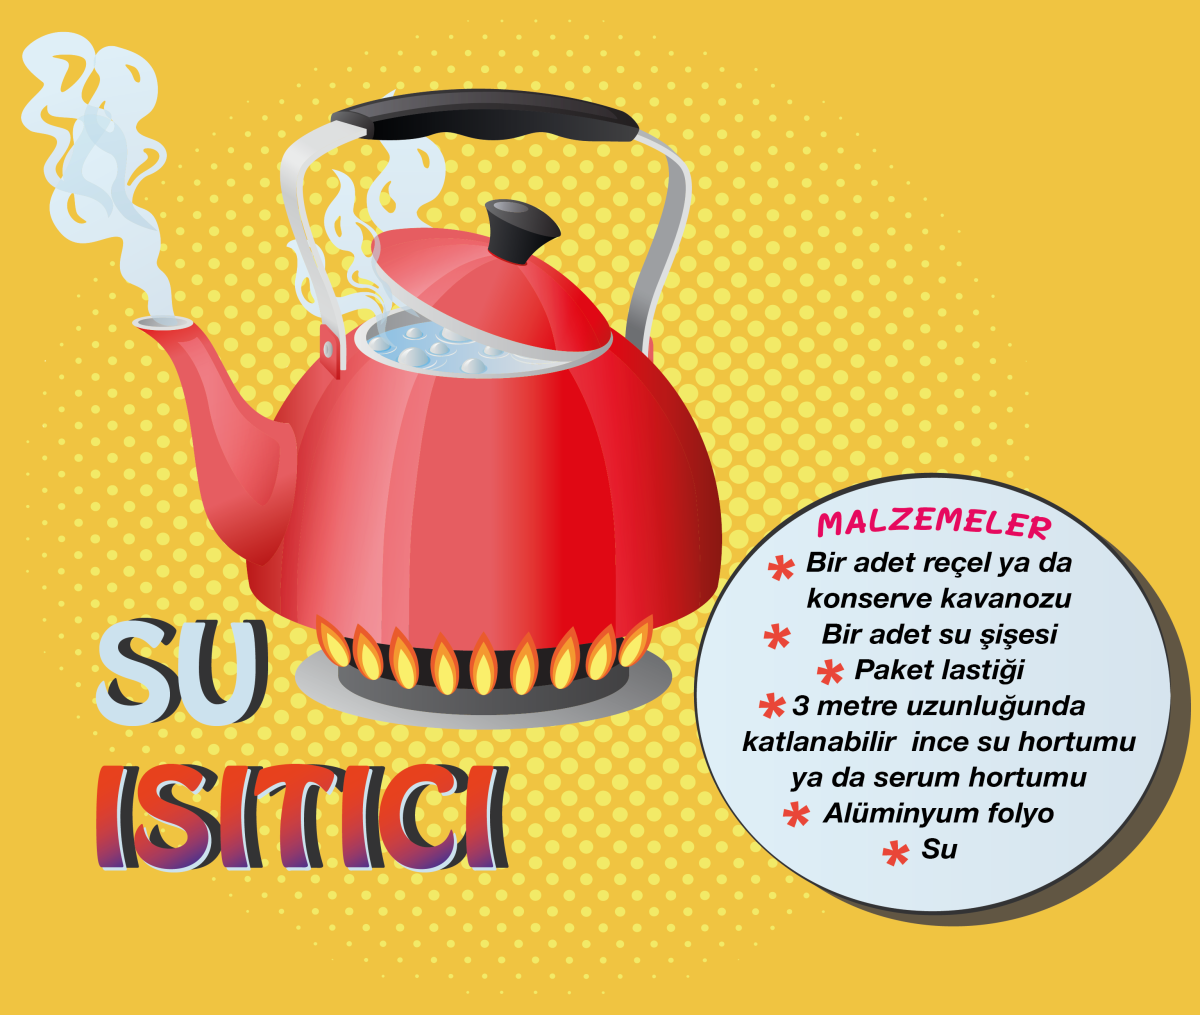 SU
ISITICI
MALZEMELER
* Bir adet reçel ya da
konserve kavanozu
* Bir adet su şişesi
* Paket lastiği
* 3 metre uzunluğunda
katlanabilir ince su hortumu
ya da serum hortumu
* Alüminyum folyo
* Su